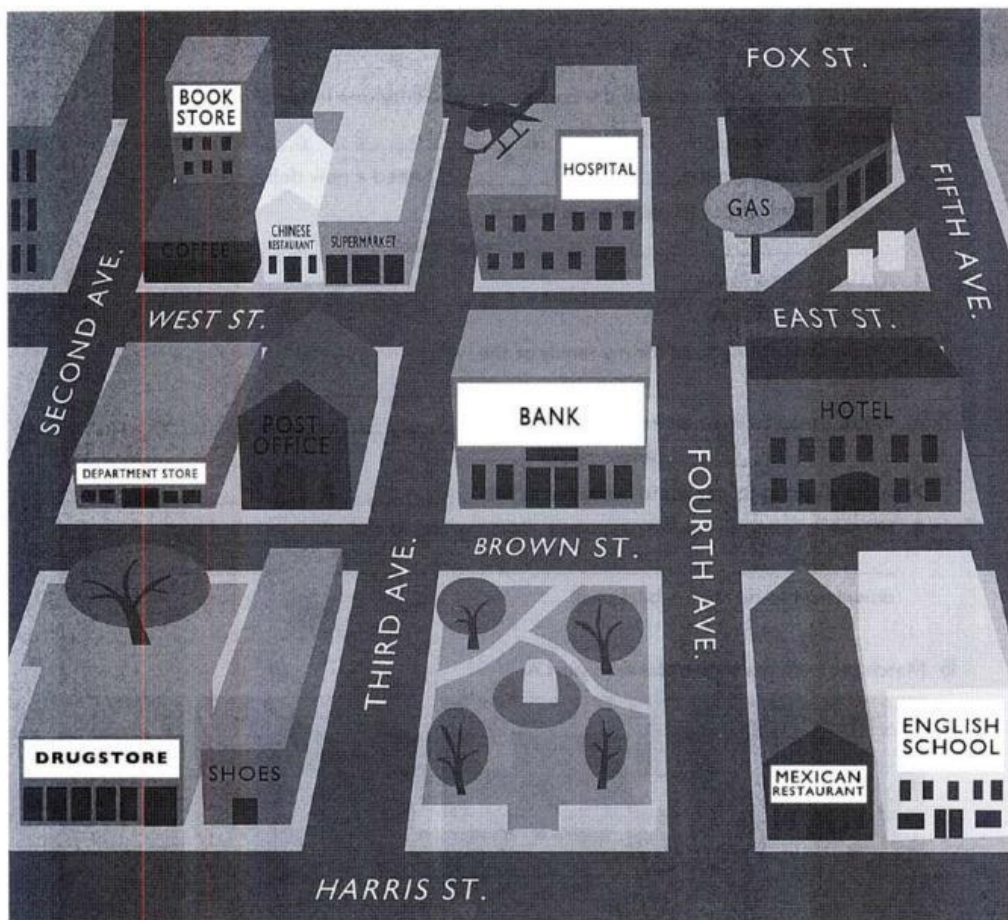 FOX ST.
BOOK
STORE
HOSPITAL
COFFEE
CHINESE
RESTAURANT
SUPERMARKET
GAS
FIFTH AVE.
SECOND AVE.
WEST ST.
EAST ST.
DEPARTMENT STORE
POST
OFFICE
BANK
HOTEL
THIRD AVE.
BROWN ST.
FOURTH AVE.
DRUGSTORE
SHOES
MEXICAN
RESTAURANT
ENGLISH
SCHOOL
HARRIS ST.